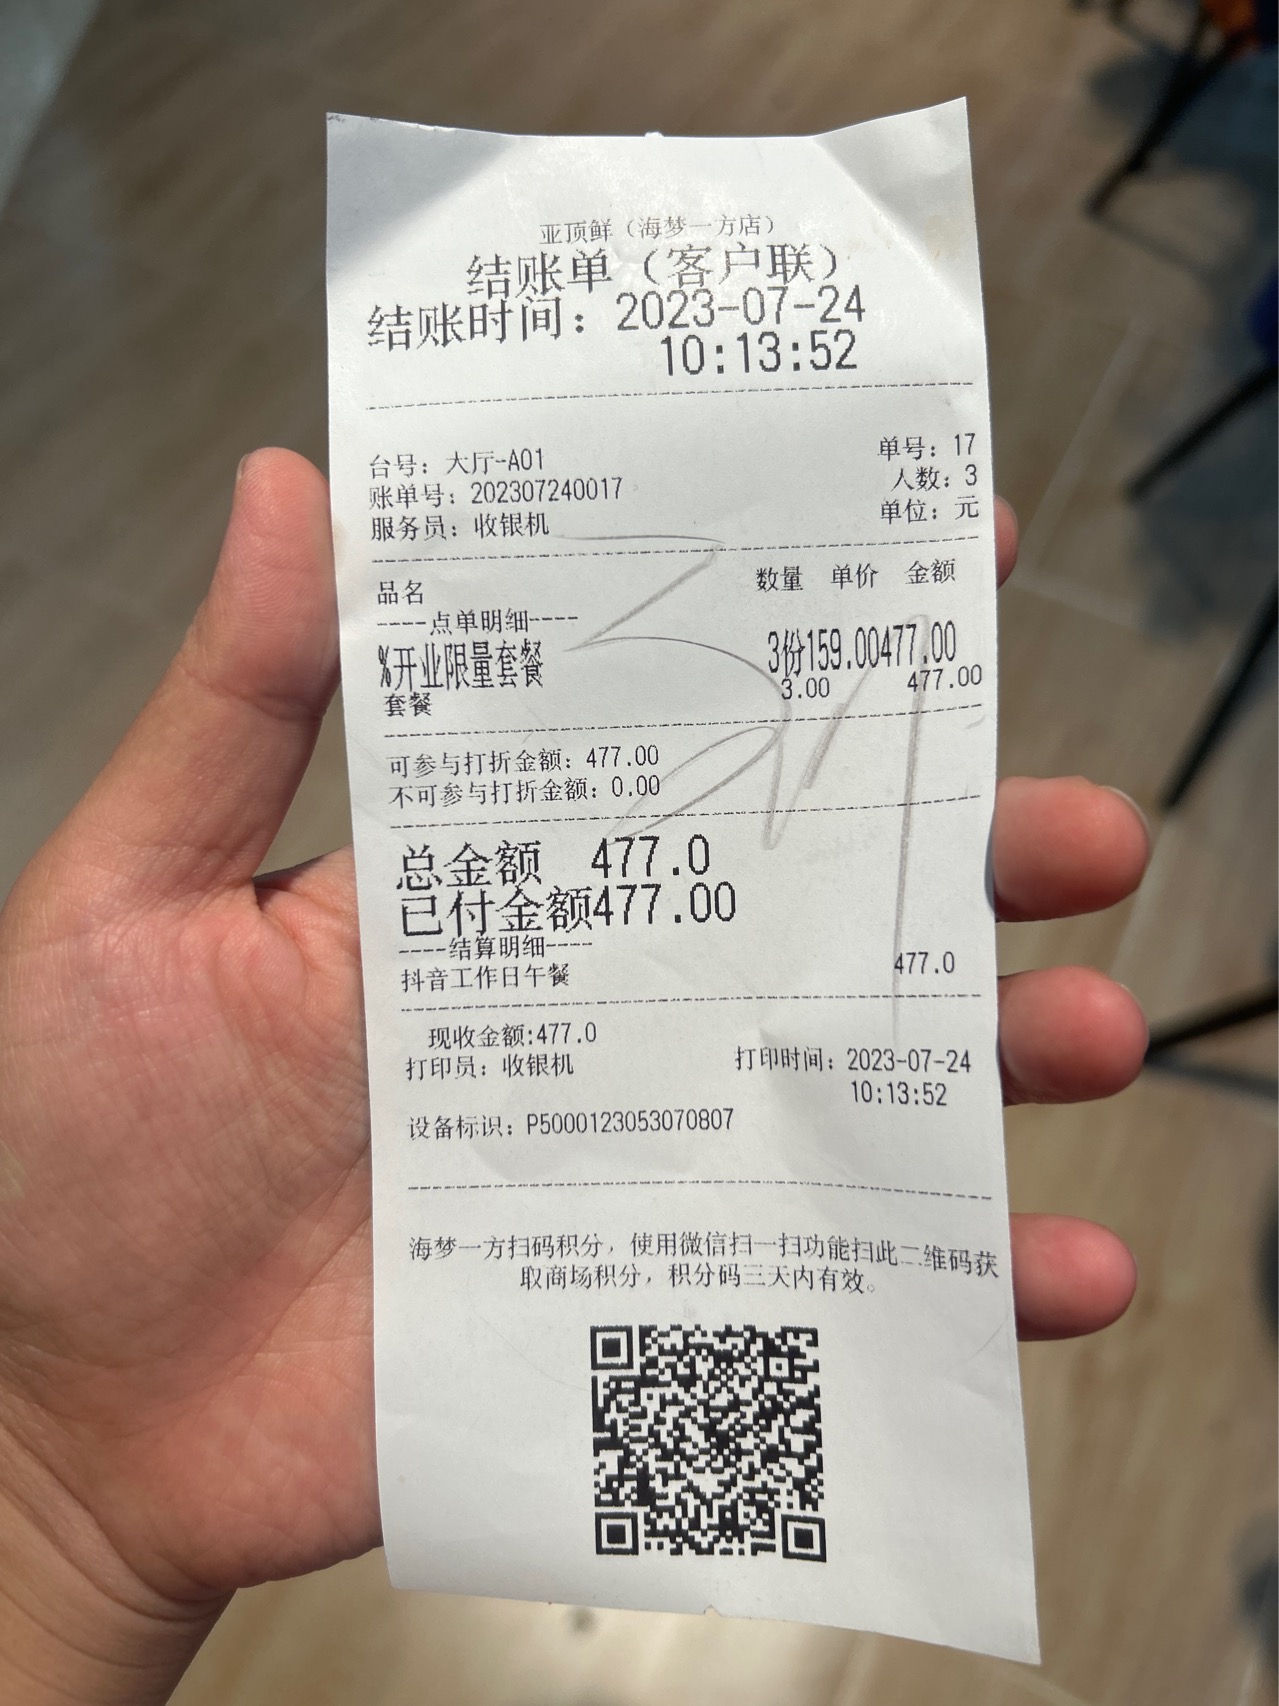 亚顶鲜（海梦一方店）
结账单（客户联）
结账时间：2023-07-24
10:13:52
台号：大厅-A01 单号：17
账单号：202307240017 人数：3
服务员：收银机 单位：元
品名 数量 单价 金额
----点单明细----
%开业限量套餐 3份159.00477.00
套餐 3.00 477.00
可参与打折金额：477.00
不可参与打折金额：0.00
总金额 477.0
已付金额477.00
----结算明细----
抖音工作日午餐 477.0
现收金额:477.0
打印员：收银机 打印时间：2023-07-24
10:13:52
设备标识：P5000123053070807
海梦一方扫码积分，使用微信扫一扫功能扫此二维码获
取商场积分，积分码三天内有效。